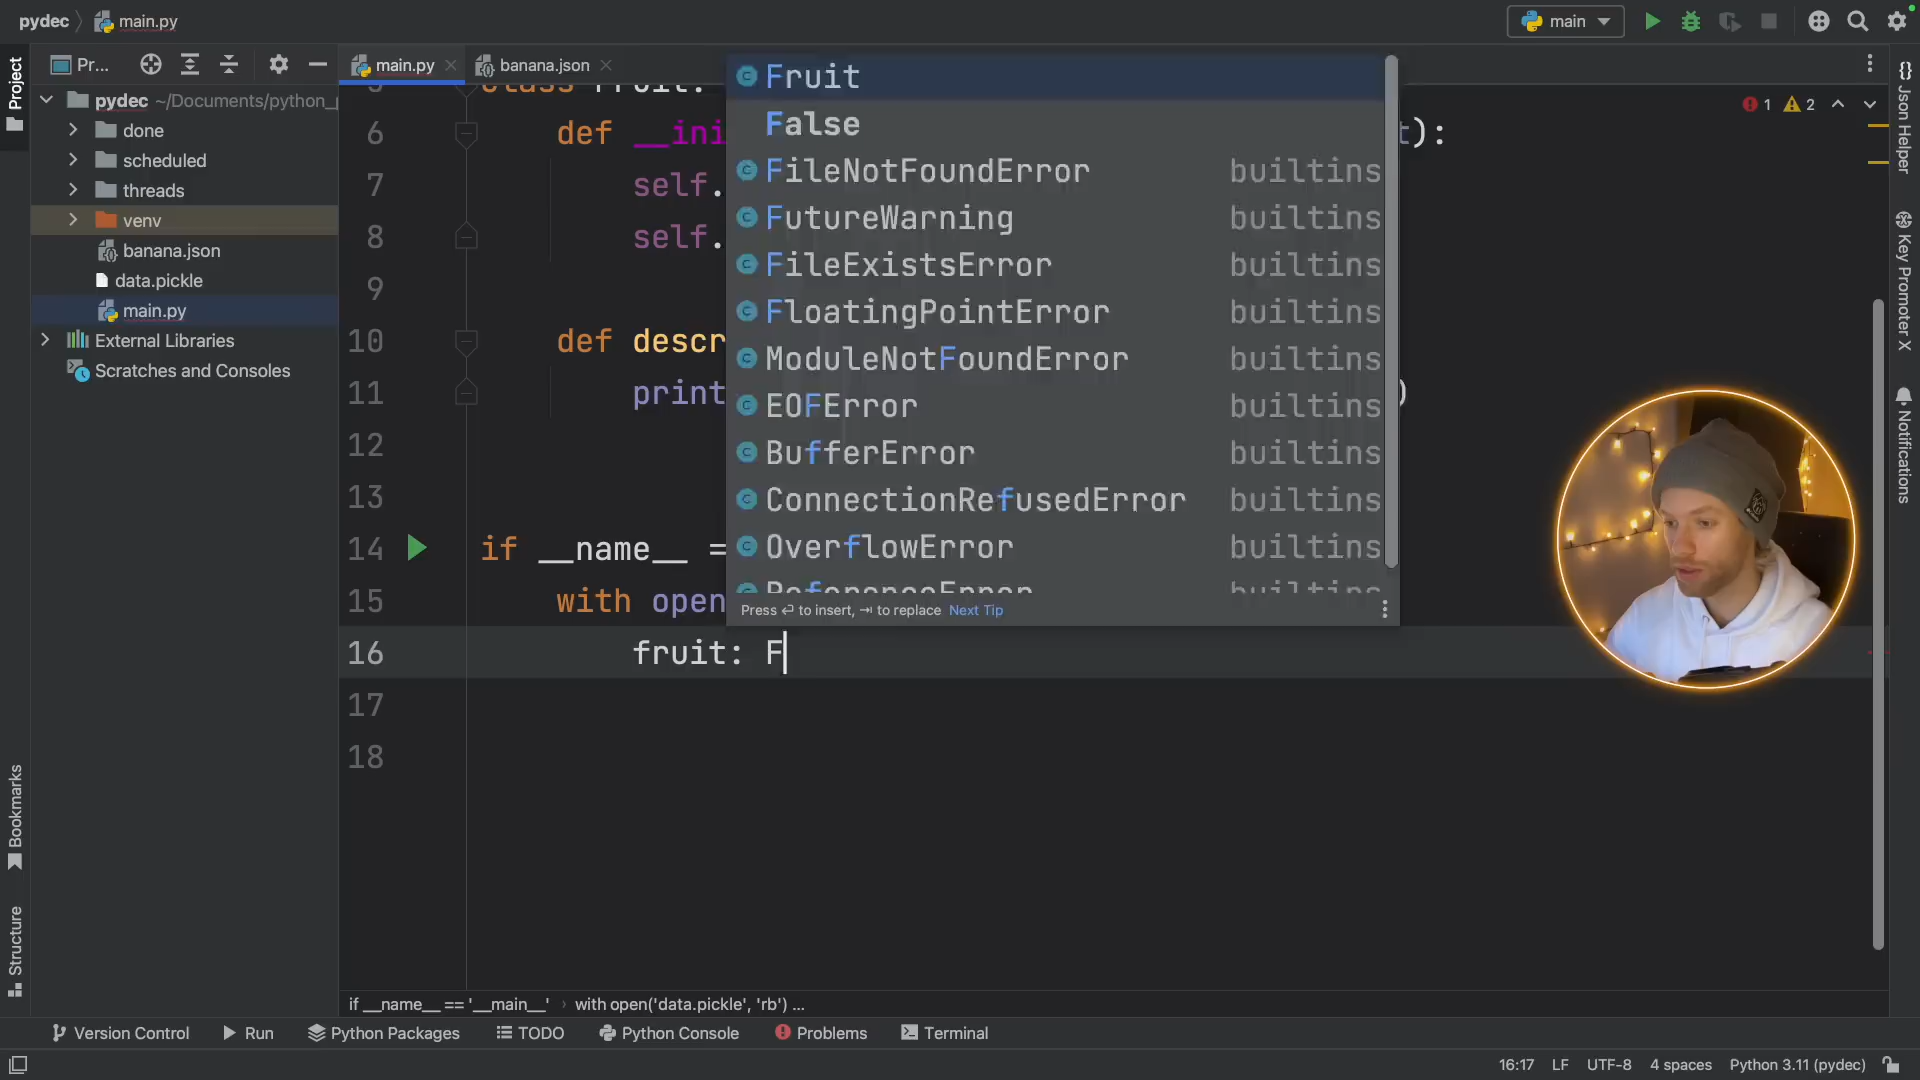 pydec main.py
main
Pr...
main.py
banana.json
Project
pydec ~/Documents/python_
done
scheduled
threads
venv
banana.json
data.pickle
main.py
External Libraries
Scratches and Consoles
Bookmarks
Structure
6 def __ini t):
7 self.
8 self.
9
10 def descr
11 print )
12
13
14 if __name__ =
15 with open
16 fruit: F
17
18
Fruit
False
FileNotFoundError builtins
FutureWarning builtins
FileExistsError builtins
FloatingPointError builtins
ModuleNotFoundError builtins
EOFError builtins
BufferError builtins
ConnectionRefusedError builtins
OverflowError builtins
ReferenceError builtins
Press ⏎ to insert, ⇥ to replace Next Tip
1 2
Json Helper
Key Promoter X
Notifications
if __name__ == '__main__' › with open('data.pickle', 'rb') ...
Version Control Run Python Packages TODO Python Console Problems Terminal
16:17 LF UTF-8 4 spaces Python 3.11 (pydec)